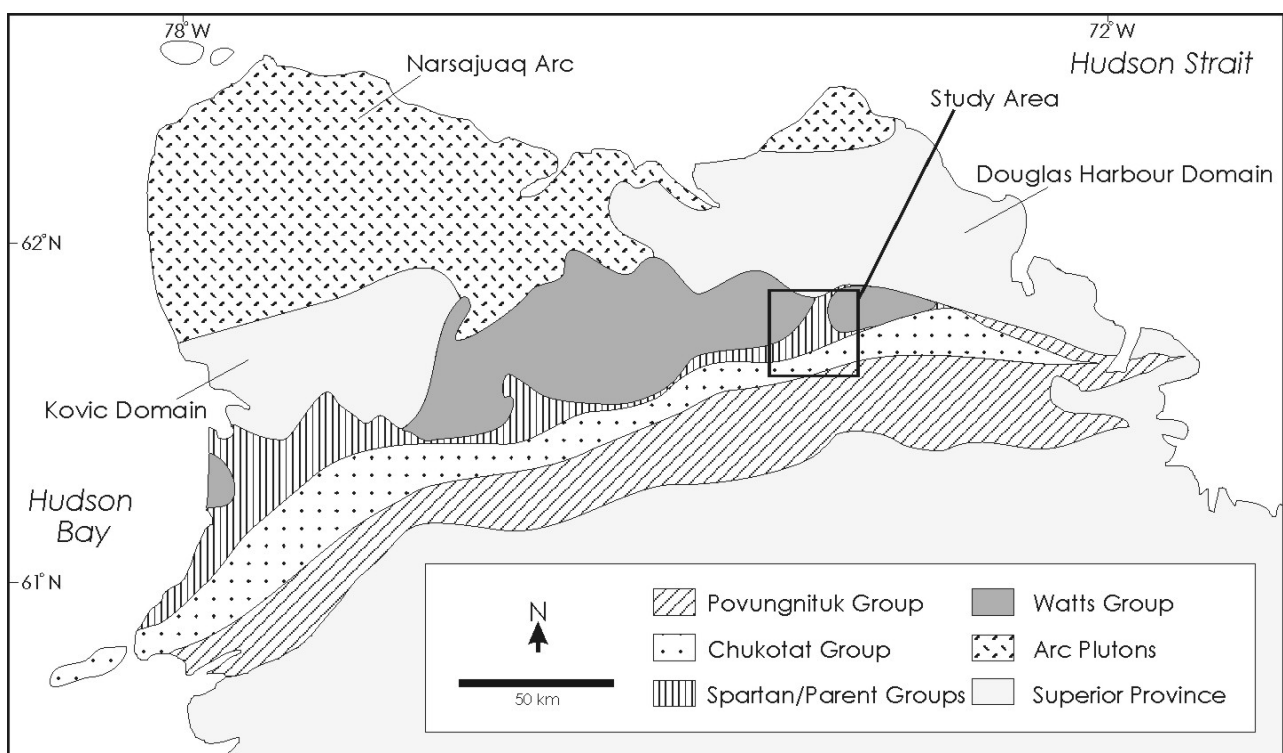 78°W
72°W
Hudson Strait
Narsajuaq Arc
Study Area
Douglas Harbour Domain
62°N
Kovic Domain
Hudson
Bay
61°N
N
50 km
Povungnituk Group
Chukotat Group
Spartan/Parent Groups
Watts Group
Arc Plutons
Superior Province